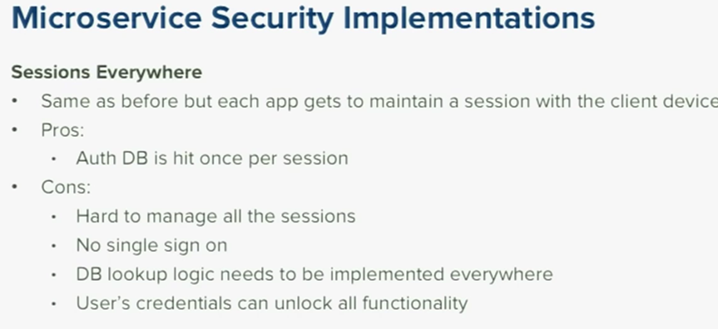 Microservice Security Implementations
Sessions Everywhere
• Same as before but each app gets to maintain a session with the client device
• Pros:
• Auth DB is hit once per session
• Cons:
• Hard to manage all the sessions
• No single sign on
• DB lookup logic needs to be implemented everywhere
• User's credentials can unlock all functionality